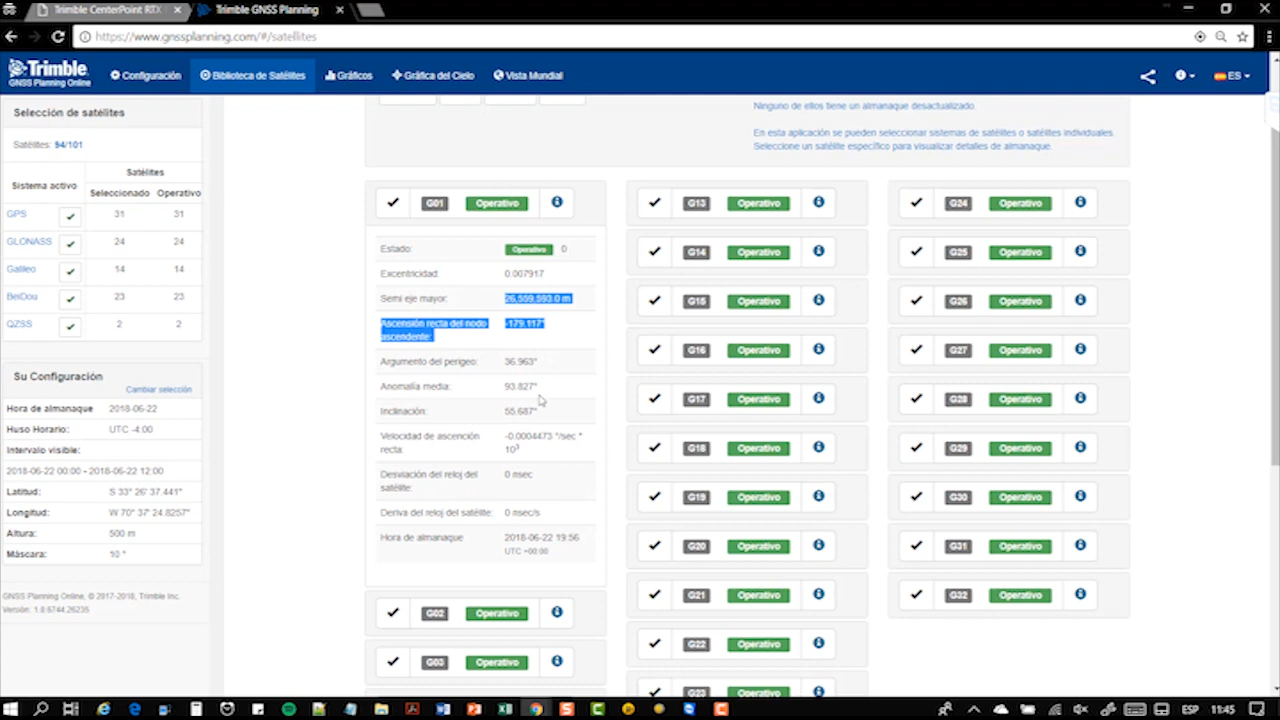 Trimble CenterPoint RTX
Trimble GNSS Planning
https://www.gnssplanning.com/#/satellites
Trimble.
GNSS Planning Online
Configuración
Biblioteca de Satélites
Gráficos
Gráfica del Cielo
Vista Mundial
ES
Selección de satélites
Satélites: 94/101
Satélites
Sistema activo
Seleccionado Operativo
GPS 31 31
GLONASS 24 24
Galileo 14 14
BeiDou 23 23
QZSS 2 2
Su Configuración
Cambiar selección
Hora de almanaque 2018-06-22
Huso Horario: UTC -4:00
Intervalo visible:
2018-06-22 00:00 - 2018-06-22 12:00
Latitud: S 33° 26' 37.441"
Longitud: W 70° 37' 24.8257"
Altura: 500 m
Máscara: 10 °
GNSS Planning Online, © 2017-2018, Trimble Inc.
Versión: 1.8.6744.26235
Ninguno de ellos tiene un almanaque desactualizado.
En esta aplicación se pueden seleccionar sistemas de satélites o satélites individuales.
Seleccione un satélite específico para visualizar detalles de almanaque.
G01 Operativo
Estado: Operativo 0
Excentricidad: 0.007917
Semi eje mayor: 26,559,593.0 m
Ascensión recta del nodo -179.117°
ascendente:
Argumento del perigeo: 36.963°
Anomalía media: 93.827°
Inclinación: 55.687°
Velocidad de ascensión -0.0004473 °/sec *
recta: 10³
Desviación del reloj del 0 nsec
satélite:
Deriva del reloj del satélite: 0 nsec/s
Hora de almanaque 2018-06-22 19:56
UTC +00:00
G02 Operativo
G03 Operativo
G13 Operativo
G14 Operativo
G15 Operativo
G16 Operativo
G17 Operativo
G18 Operativo
G19 Operativo
G20 Operativo
G21 Operativo
G22 Operativo
G23 Operativo
G24 Operativo
G25 Operativo
G26 Operativo
G27 Operativo
G28 Operativo
G29 Operativo
G30 Operativo
G31 Operativo
G32 Operativo
ESP 11:45